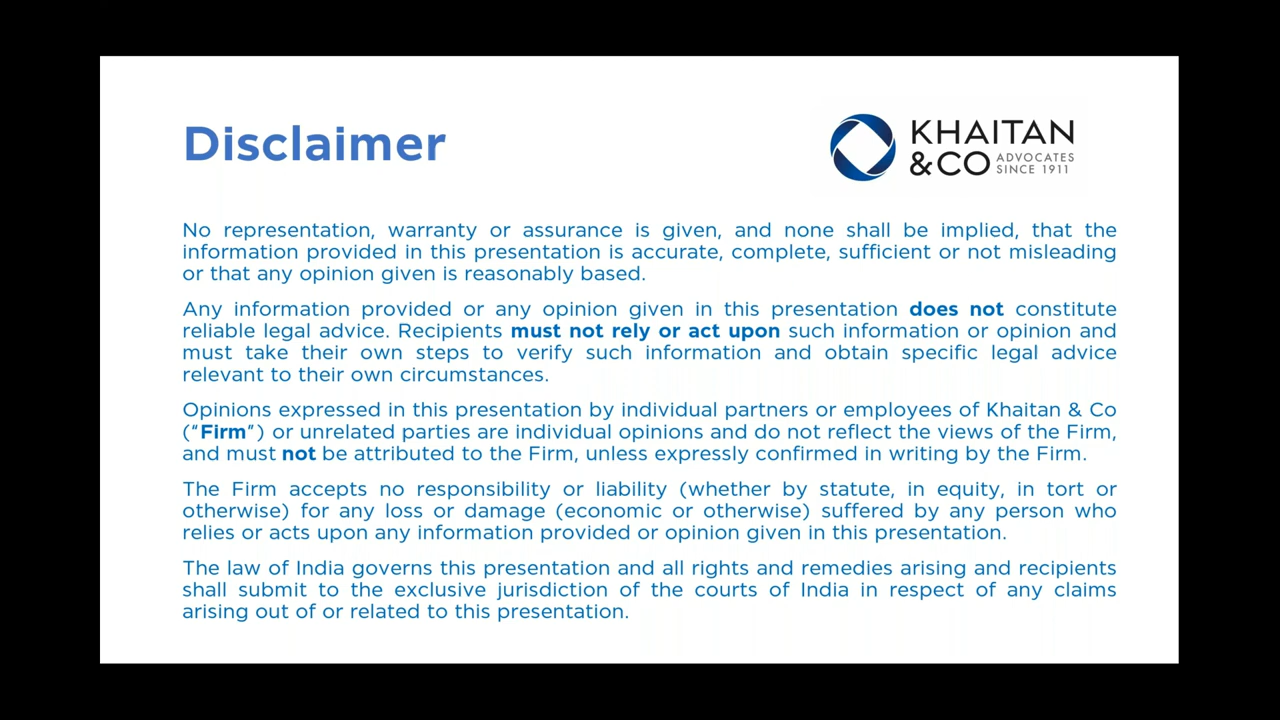 Disclaimer
KHAITAN
&CO ADVOCATES
SINCE 1911
No representation, warranty or assurance is given, and none shall be implied, that the
information provided in this presentation is accurate, complete, sufficient or not misleading
or that any opinion given is reasonably based.
Any information provided or any opinion given in this presentation does not constitute
reliable legal advice. Recipients must not rely or act upon such information or opinion and
must take their own steps to verify such information and obtain specific legal advice
relevant to their own circumstances.
Opinions expressed in this presentation by individual partners or employees of Khaitan & Co
("Firm") or unrelated parties are individual opinions and do not reflect the views of the Firm,
and must not be attributed to the Firm, unless expressly confirmed in writing by the Firm.
The Firm accepts no responsibility or liability (whether by statute, in equity, in tort or
otherwise) for any loss or damage (economic or otherwise) suffered by any person who
relies or acts upon any information provided or opinion given in this presentation.
The law of India governs this presentation and all rights and remedies arising and recipients
shall submit to the exclusive jurisdiction of the courts of India in respect of any claims
arising out of or related to this presentation.